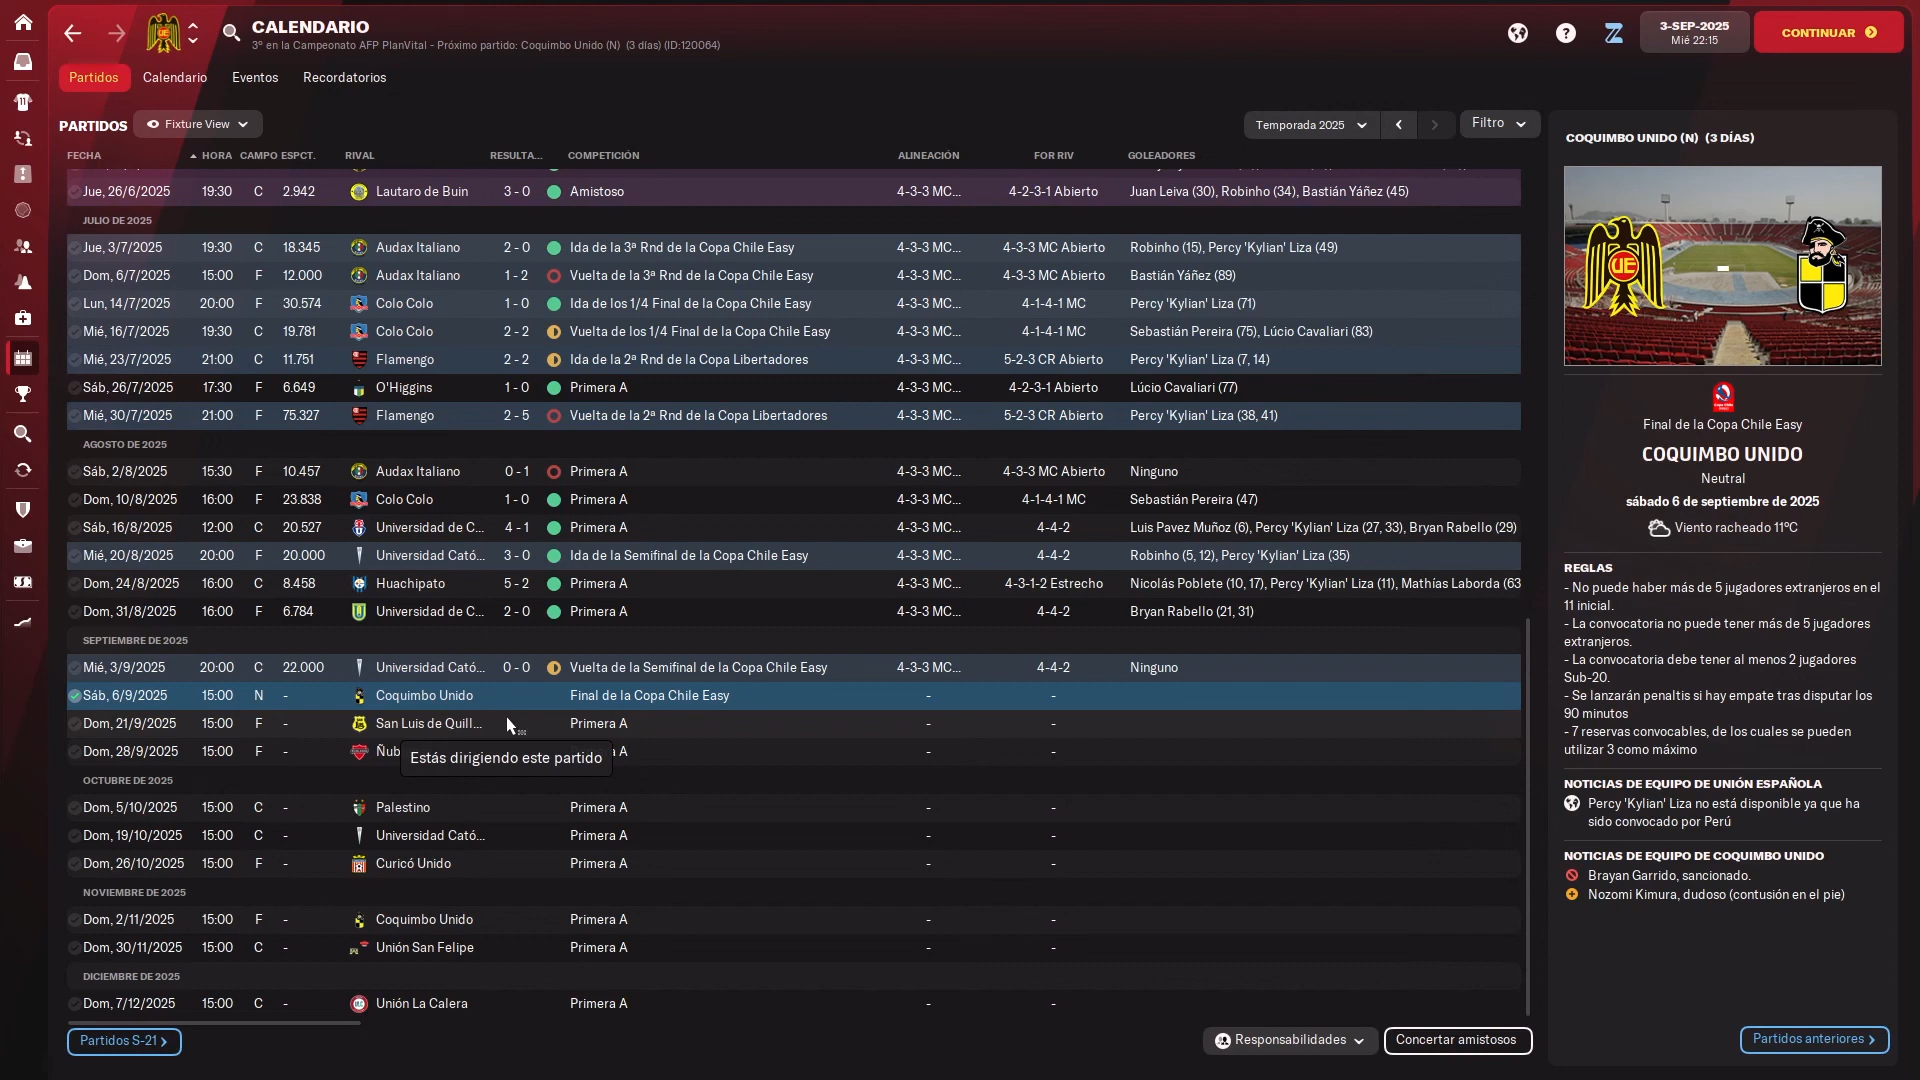 CALENDARIO
3º en la Campeonato AFP PlanVital - Próximo partido: Coquimbo Unido (N) (3 días) (ID:120064)
3-SEP-2025
Mié 22:15
CONTINUAR
Partidos Calendario Eventos Recordatorios
PARTIDOS Fixture View Temporada 2025 Filtro
FECHA HORA CAMPO ESPCT. RIVAL RESULTA... COMPETICIÓN ALINEACIÓN FOR RIV GOLEADORES
Jue, 26/6/2025 19:30 C 2.942 Lautaro de Buin 3 - 0 Amistoso 4-3-3 MC... 4-2-3-1 Abierto Juan Leiva (30), Robinho (34), Bastián Yáñez (45)
JULIO DE 2025
Jue, 3/7/2025 19:30 C 18.345 Audax Italiano 2 - 0 Ida de la 3ª Rnd de la Copa Chile Easy 4-3-3 MC... 4-3-3 MC Abierto Robinho (15), Percy 'Kylian' Liza (49)
Dom, 6/7/2025 15:00 F 12.000 Audax Italiano 1 - 2 Vuelta de la 3ª Rnd de la Copa Chile Easy 4-3-3 MC... 4-3-3 MC Abierto Bastián Yáñez (89)
Lun, 14/7/2025 20:00 F 30.574 Colo Colo 1 - 0 Ida de los 1/4 Final de la Copa Chile Easy 4-3-3 MC... 4-1-4-1 MC Percy 'Kylian' Liza (71)
Mié, 16/7/2025 19:30 C 19.781 Colo Colo 2 - 2 Vuelta de los 1/4 Final de la Copa Chile Easy 4-3-3 MC... 4-1-4-1 MC Sebastián Pereira (75), Lúcio Cavaliari (83)
Mié, 23/7/2025 21:00 C 11.751 Flamengo 2 - 2 Ida de la 2ª Rnd de la Copa Libertadores 4-3-3 MC... 5-2-3 CR Abierto Percy 'Kylian' Liza (7, 14)
Sáb, 26/7/2025 17:30 F 6.649 O'Higgins 1 - 0 Primera A 4-3-3 MC... 4-2-3-1 Abierto Lúcio Cavaliari (77)
Mié, 30/7/2025 21:00 F 75.327 Flamengo 2 - 5 Vuelta de la 2ª Rnd de la Copa Libertadores 4-3-3 MC... 5-2-3 CR Abierto Percy 'Kylian' Liza (38, 41)
AGOSTO DE 2025
Sáb, 2/8/2025 15:30 F 10.457 Audax Italiano 0 - 1 Primera A 4-3-3 MC... 4-3-3 MC Abierto Ninguno
Dom, 10/8/2025 16:00 F 23.838 Colo Colo 1 - 0 Primera A 4-3-3 MC... 4-1-4-1 MC Sebastián Pereira (47)
Sáb, 16/8/2025 12:00 C 20.527 Universidad de C... 4 - 1 Primera A 4-3-3 MC... 4-4-2 Luis Pavez Muñoz (6), Percy 'Kylian' Liza (27, 33), Bryan Rabello (29)
Mié, 20/8/2025 20:00 F 20.000 Universidad Cató... 3 - 0 Ida de la Semifinal de la Copa Chile Easy 4-3-3 MC... 4-4-2 Robinho (5, 12), Percy 'Kylian' Liza (35)
Dom, 24/8/2025 16:00 C 8.458 Huachipato 5 - 2 Primera A 4-3-3 MC... 4-3-1-2 Estrecho Nicolás Poblete (10, 17), Percy 'Kylian' Liza (11), Mathías Laborda (63
Dom, 31/8/2025 16:00 F 6.784 Universidad de C... 2 - 0 Primera A 4-3-3 MC... 4-4-2 Bryan Rabello (21, 31)
SEPTIEMBRE DE 2025
Mié, 3/9/2025 20:00 C 22.000 Universidad Cató... 0 - 0 Vuelta de la Semifinal de la Copa Chile Easy 4-3-3 MC... 4-4-2 Ninguno
Sáb, 6/9/2025 15:00 N - Coquimbo Unido Final de la Copa Chile Easy - -
Dom, 21/9/2025 15:00 F - San Luis de Quill... Primera A - -
Dom, 28/9/2025 15:00 F - Ñub A - -
Estás dirigiendo este partido
OCTUBRE DE 2025
Dom, 5/10/2025 15:00 C - Palestino Primera A - -
Dom, 19/10/2025 15:00 C - Universidad Cató... Primera A - -
Dom, 26/10/2025 15:00 F - Curicó Unido Primera A - -
NOVIEMBRE DE 2025
Dom, 2/11/2025 15:00 F - Coquimbo Unido Primera A - -
Dom, 30/11/2025 15:00 C - Unión San Felipe Primera A - -
DICIEMBRE DE 2025
Dom, 7/12/2025 15:00 C - Unión La Calera Primera A - -
Partidos S-21 Responsabilidades Concertar amistosos
COQUIMBO UNIDO (N) (3 DÍAS)
UE
Final de la Copa Chile Easy
COQUIMBO UNIDO
Neutral
sábado 6 de septiembre de 2025
Viento racheado 11ºC
REGLAS
- No puede haber más de 5 jugadores extranjeros en el
11 inicial.
- La convocatoria no puede tener más de 5 jugadores
extranjeros.
- La convocatoria debe tener al menos 2 jugadores
Sub-20.
- Se lanzarán penaltis si hay empate tras disputar los
90 minutos
- 7 reservas convocables, de los cuales se pueden
utilizar 3 como máximo
NOTICIAS DE EQUIPO DE UNIÓN ESPAÑOLA
Percy 'Kylian' Liza no está disponible ya que ha
sido convocado por Perú
NOTICIAS DE EQUIPO DE COQUIMBO UNIDO
Brayan Garrido, sancionado.
Nozomi Kimura, dudoso (contusión en el pie)
Partidos anteriores